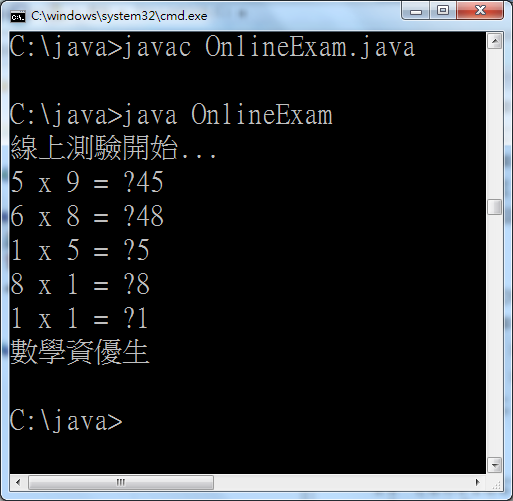 C:\windows\system32\cmd.exe
C:\java>javac OnlineExam.java
C:\java>java OnlineExam
線上測驗開始...
5 x 9 = ?45
6 x 8 = ?48
1 x 5 = ?5
8 x 1 = ?8
1 x 1 = ?1
數學資優生
C:\java>